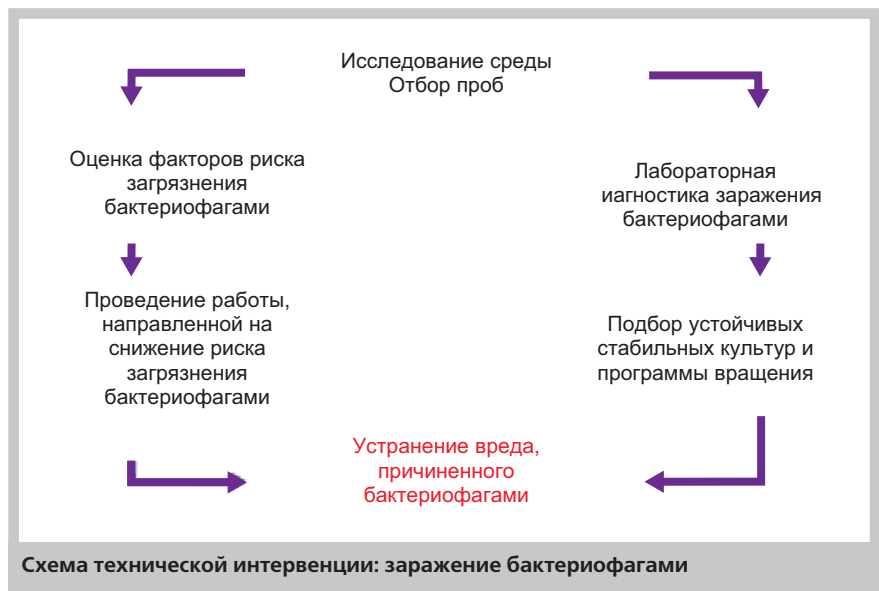 Исследование среды
Отбор проб
Оценка факторов риска
загрязнения
бактериофагами
Лабораторная
иагностика заражения
бактериофагами
Проведение работы,
направленной на
снижение риска
загрязнения
бактериофагами
Подбор устойчивых
стабильных культур и
программы вращения
Устранение вреда,
причиненного
бактериофагами
Схема технической интервенции: заражение бактериофагами